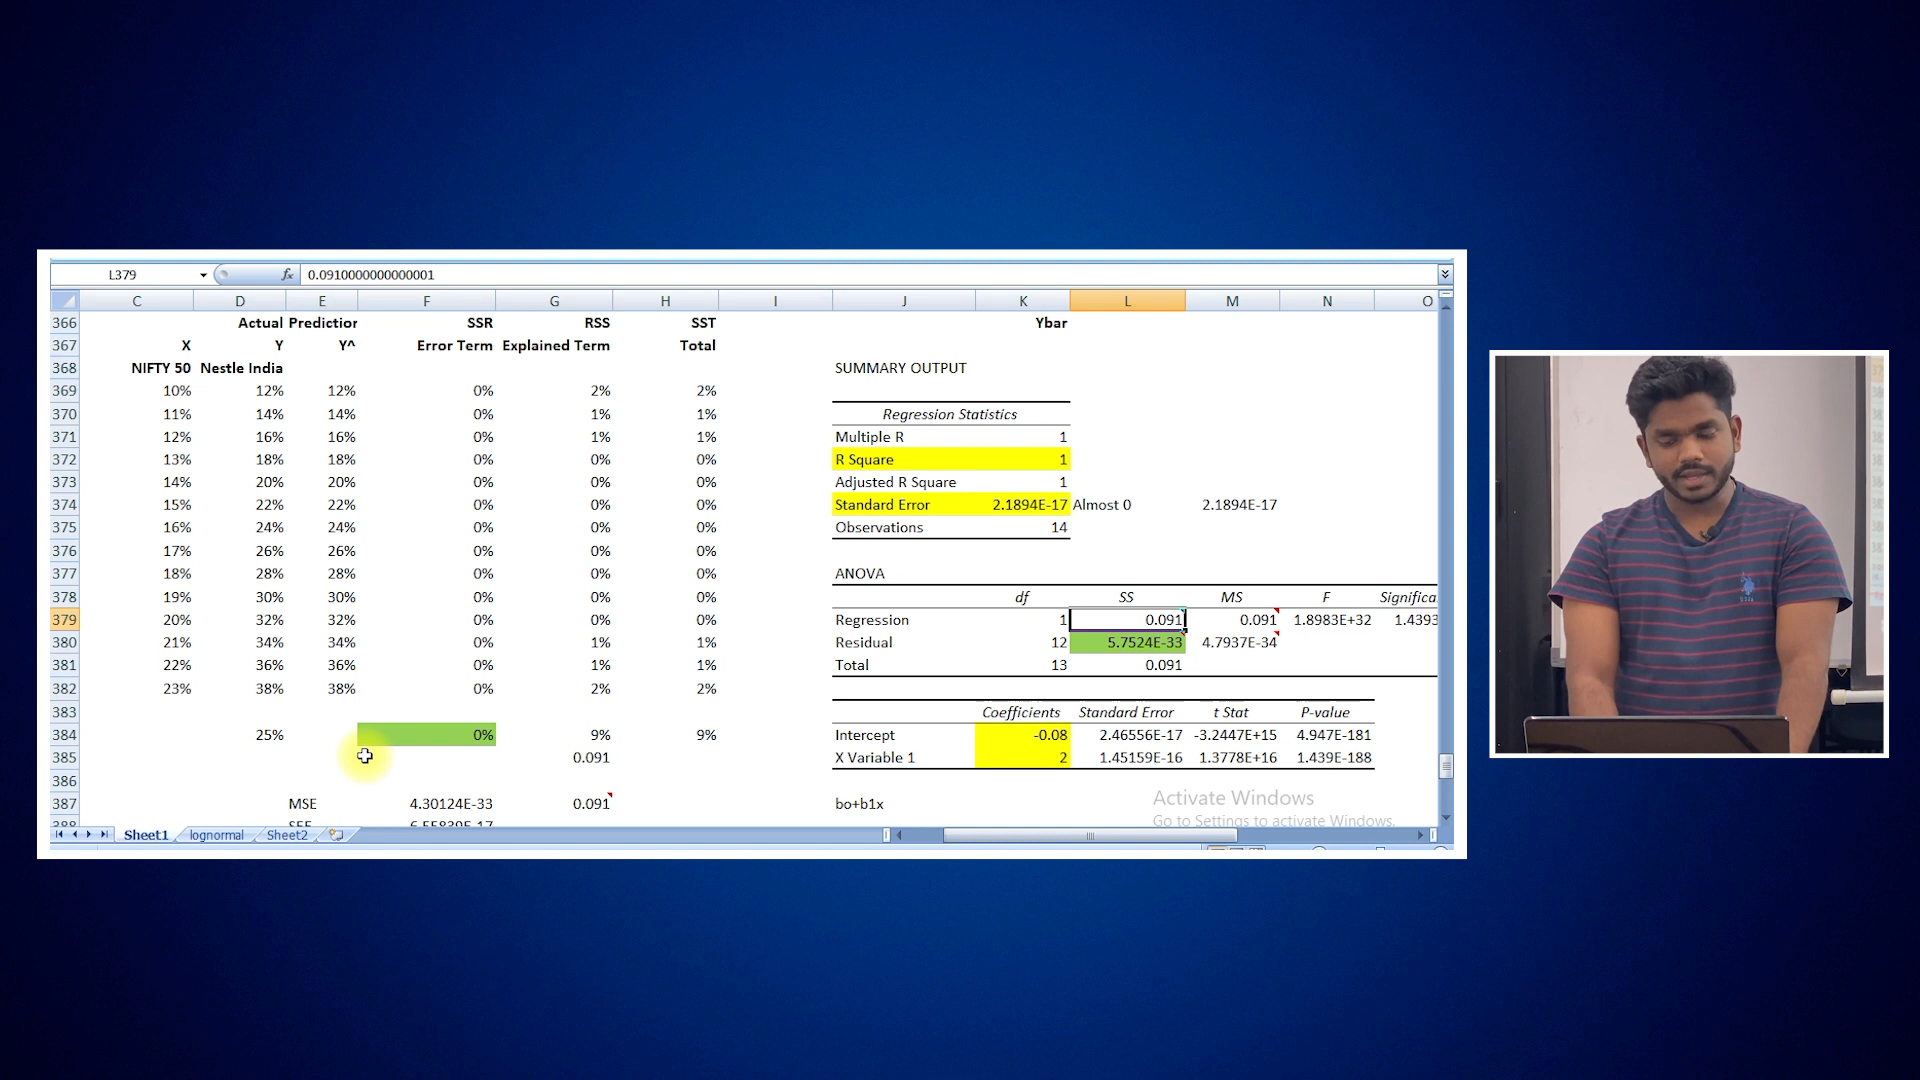 L379 fx 0.0910000000000001
C D E F G H I J K L M N O
366 Actual Prediction SSR RSS SST Ybar
367 X Y Y^ Error Term Explained Term Total
368 NIFTY 50 Nestle India SUMMARY OUTPUT
369 10% 12% 12% 0% 2% 2%
370 11% 14% 14% 0% 1% 1% Regression Statistics
371 12% 16% 16% 0% 1% 1% Multiple R 1
372 13% 18% 18% 0% 0% 0% R Square 1
373 14% 20% 20% 0% 0% 0% Adjusted R Square 1
374 15% 22% 22% 0% 0% 0% Standard Error 2.1894E-17 Almost 0 2.1894E-17
375 16% 24% 24% 0% 0% 0% Observations 14
376 17% 26% 26% 0% 0% 0%
377 18% 28% 28% 0% 0% 0% ANOVA
378 19% 30% 30% 0% 0% 0% df SS MS F Significa
379 20% 32% 32% 0% 0% 0% Regression 1 0.091 0.091 1.8983E+32 1.4393
380 21% 34% 34% 0% 1% 1% Residual 12 5.7524E-33 4.7937E-34
381 22% 36% 36% 0% 1% 1% Total 13 0.091
382 23% 38% 38% 0% 2% 2%
383 Coefficients Standard Error t Stat P-value
384 25% 0% 9% 9% Intercept -0.08 2.46556E-17 -3.2447E+15 4.947E-181
385 0.091 X Variable 1 2 1.45159E-16 1.3778E+16 1.439E-188
386
387 MSE 4.30124E-33 0.091 bo+b1x
Activate Windows
Go to Settings to activate Windows.
Sheet1 lognormal Sheet2